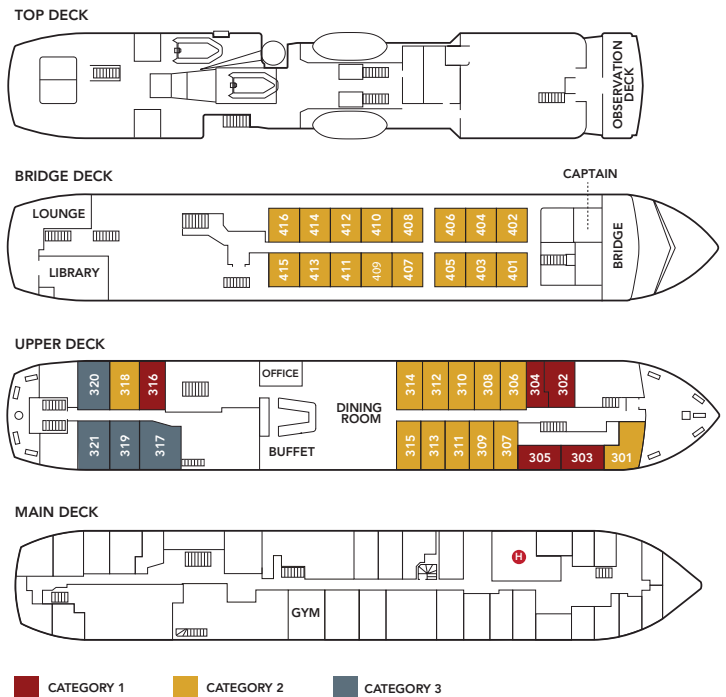 TOP DECK
OBSERVATION
DECK
BRIDGE DECK
CAPTAIN
LOUNGE
416 414 412 410 408 406 404 402
BRIDGE
LIBRARY
415 413 411 409 407 405 403 401
UPPER DECK
320 318 316
OFFICE
314 312 310 308 306 304 302
DINING
ROOM
321 319 317
BUFFET
315 313 311 309 307 305 303 301
MAIN DECK
H
GYM
CATEGORY 1 CATEGORY 2 CATEGORY 3